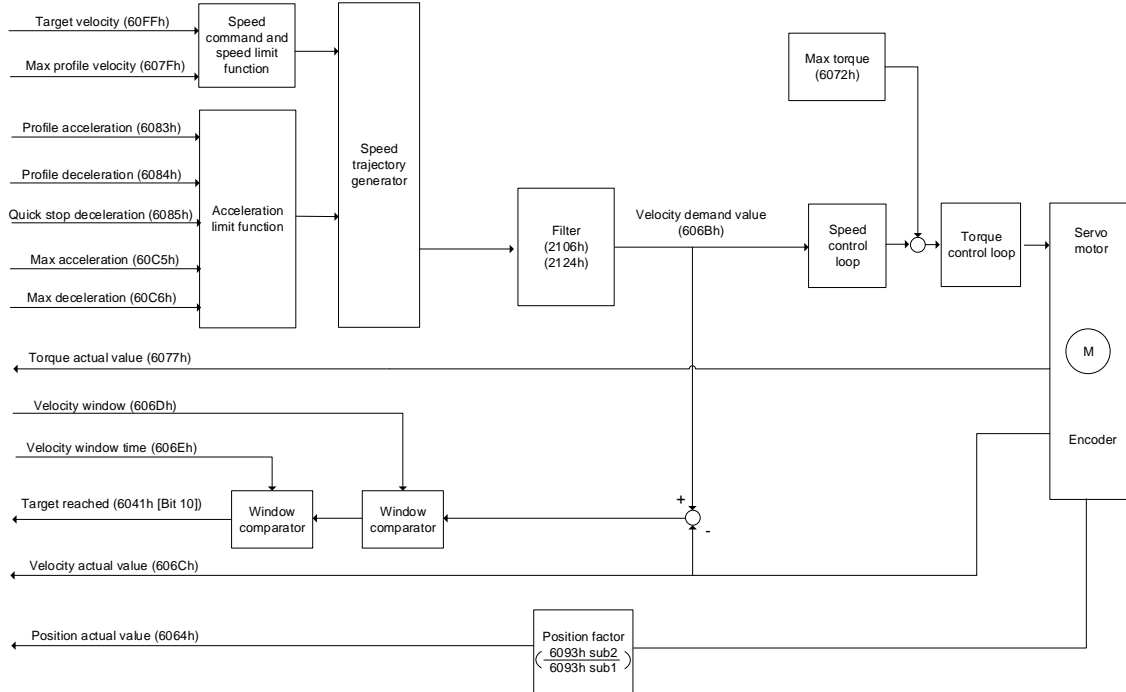 Target velocity (60FFh)
Max profile velocity (607Fh)
Speed
command and
speed limit
function
Profile acceleration (6083h)
Profile deceleration (6084h)
Quick stop deceleration (6085h)
Max acceleration (60C5h)
Max deceleration (60C6h)
Acceleration
limit function
Speed
trajectory
generator
Filter
(2106h)
(2124h)
Velocity demand value
(606Bh)
Max torque
(6072h)
Speed
control
loop
Torque
control loop
Servo
motor
M
Encoder
Torque actual value (6077h)
Velocity window (606Dh)
Velocity window time (606Eh)
Target reached (6041h [Bit 10])
Window
comparator
Window
comparator
+
-
Velocity actual value (606Ch)
Position actual value (6064h)
Position factor
(6093h sub2
6093h sub1)